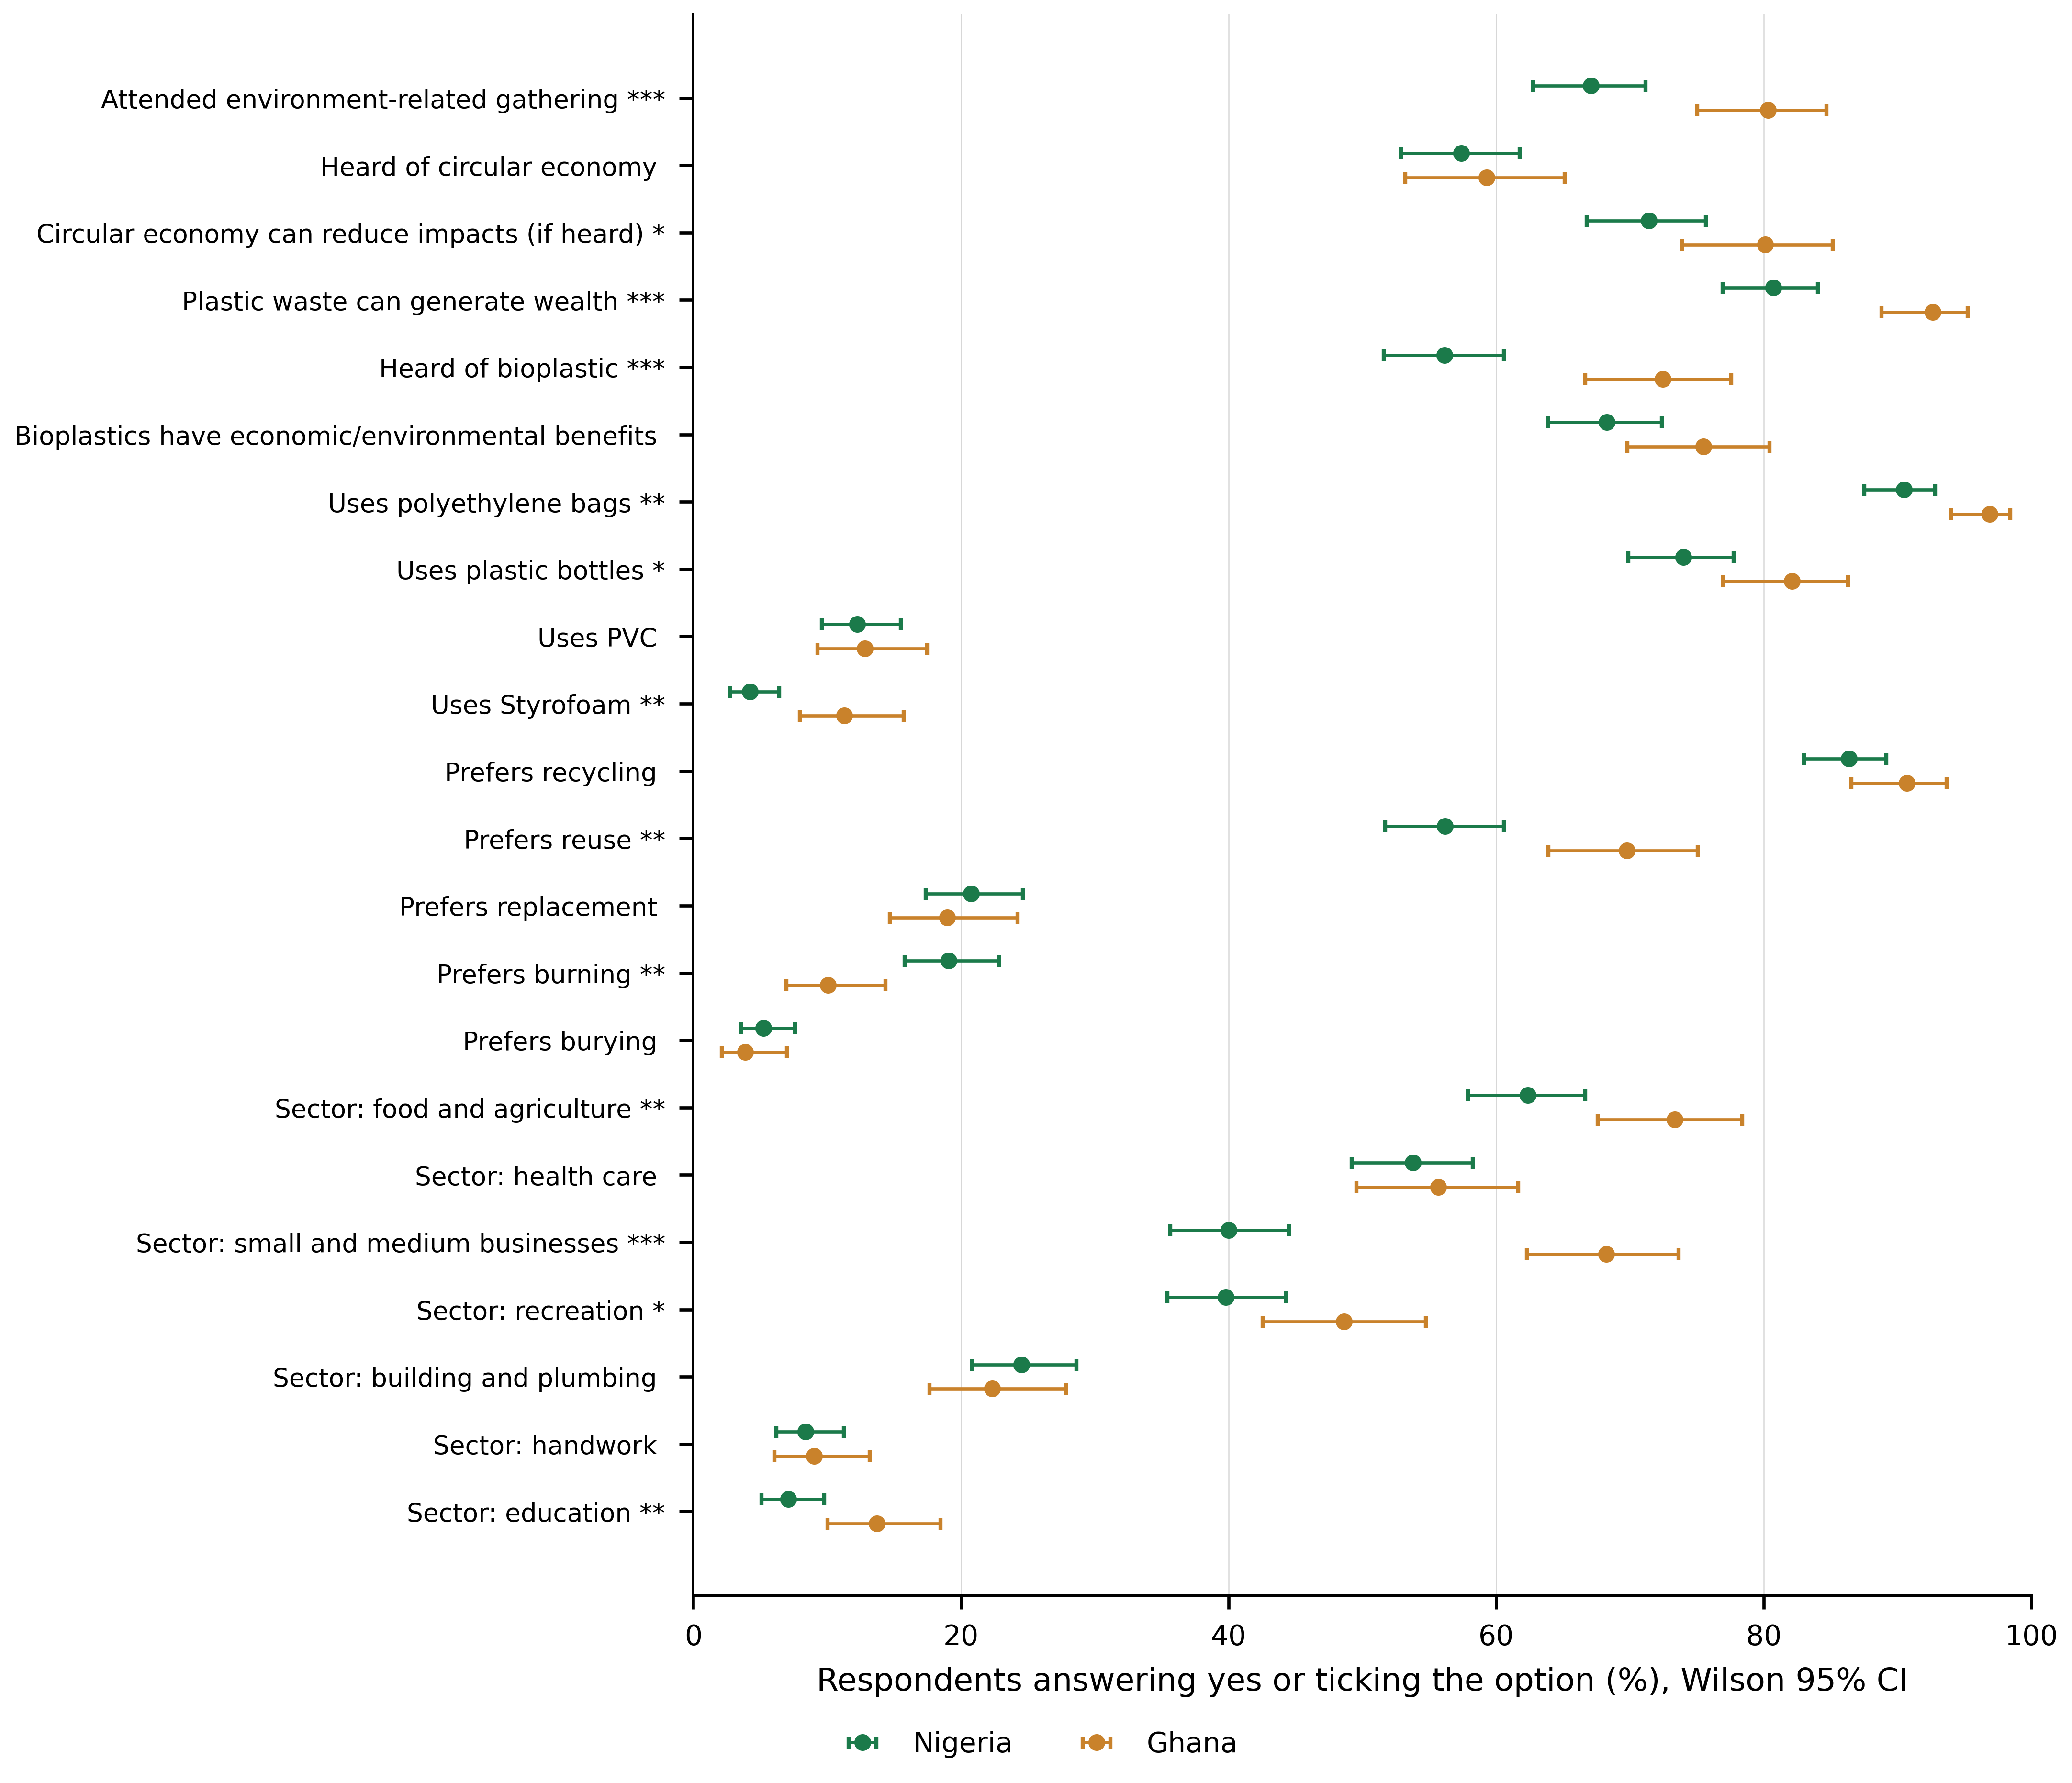 Attended environment-related gathering ***
Heard of circular economy
Circular economy can reduce impacts (if heard) *
Plastic waste can generate wealth ***
Heard of bioplastic ***
Bioplastics have economic/environmental benefits
Uses polyethylene bags **
Uses plastic bottles *
Uses PVC
Uses Styrofoam **
Prefers recycling
Prefers reuse **
Prefers replacement
Prefers burning **
Prefers burying
Sector: food and agriculture **
Sector: health care
Sector: small and medium businesses ***
Sector: recreation *
Sector: building and plumbing
Sector: handwork
Sector: education **
0 20 40 60 80 100
Respondents answering yes or ticking the option (%), Wilson 95% CI
Nigeria Ghana